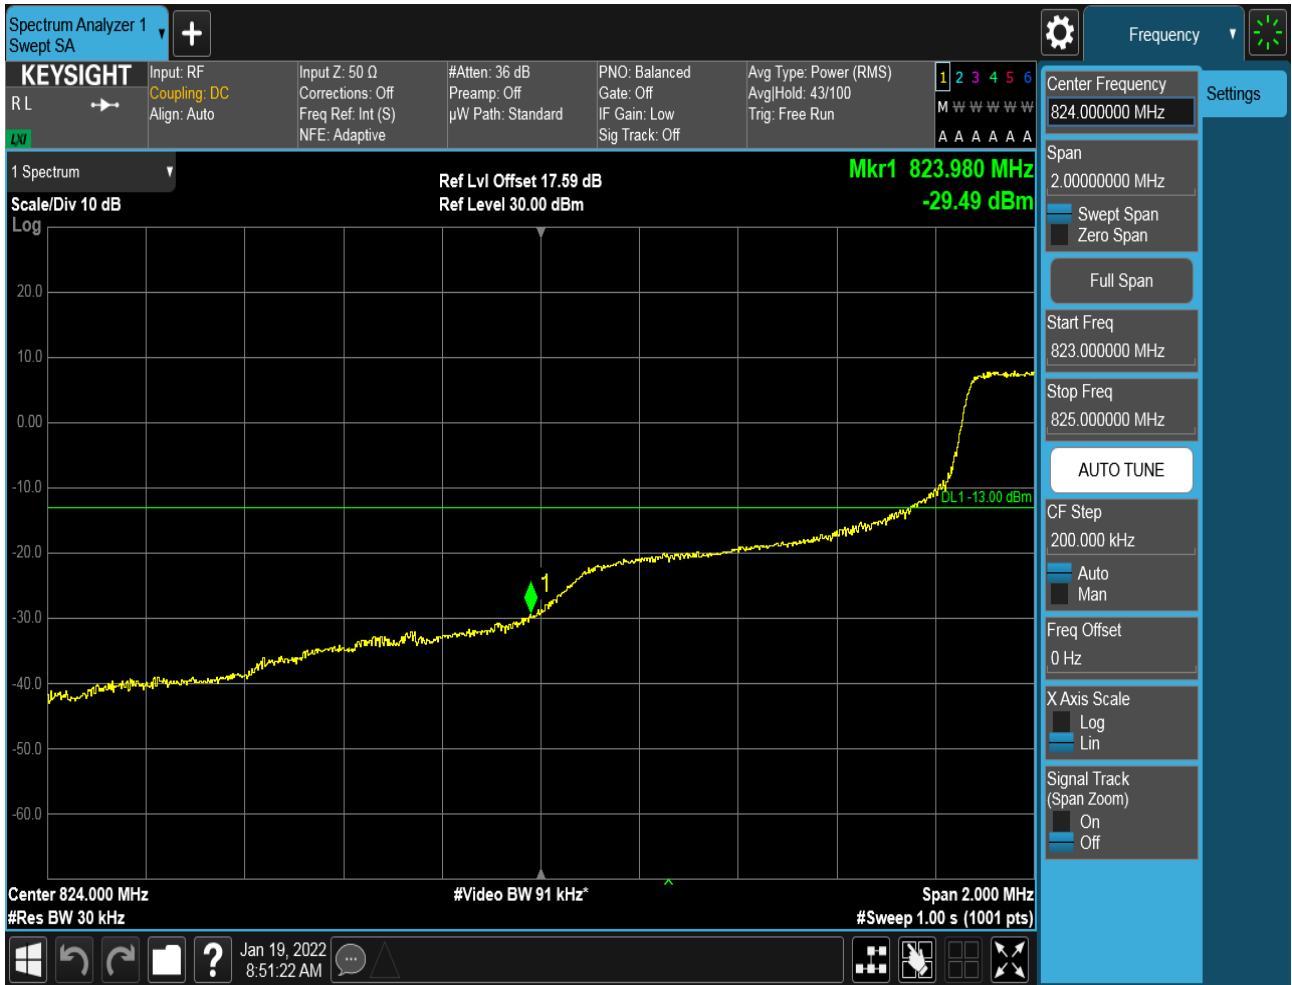 Spectrum Analyzer 1
Swept SA
Frequency
KEYSIGHT
R L
LXI
Input: RF
Coupling: DC
Align: Auto
Input Z: 50 Ω
Corrections: Off
Freq Ref: Int (S)
NFE: Adaptive
#Atten: 36 dB
Preamp: Off
µW Path: Standard
PNO: Balanced
Gate: Off
IF Gain: Low
Sig Track: Off
Avg Type: Power (RMS)
Avg|Hold: 43/100
Trig: Free Run
1 2 3 4 5 6
M W W W W W
A A A A A A
1 Spectrum
Scale/Div 10 dB
Log
Ref Lvl Offset 17.59 dB
Ref Level 30.00 dBm
Mkr1 823.980 MHz
-29.49 dBm
20.0
10.0
0.00
-10.0
-20.0
-30.0
-40.0
-50.0
-60.0
DL1 -13.00 dBm
1
Center 824.000 MHz
#Res BW 30 kHz
#Video BW 91 kHz*
Span 2.000 MHz
#Sweep 1.00 s (1001 pts)
Center Frequency
824.000000 MHz
Settings
Span
2.00000000 MHz
Swept Span
Zero Span
Full Span
Start Freq
823.000000 MHz
Stop Freq
825.000000 MHz
AUTO TUNE
CF Step
200.000 kHz
Auto
Man
Freq Offset
0 Hz
X Axis Scale
Log
Lin
Signal Track
(Span Zoom)
On
Off
?
Jan 19, 2022
8:51:22 AM